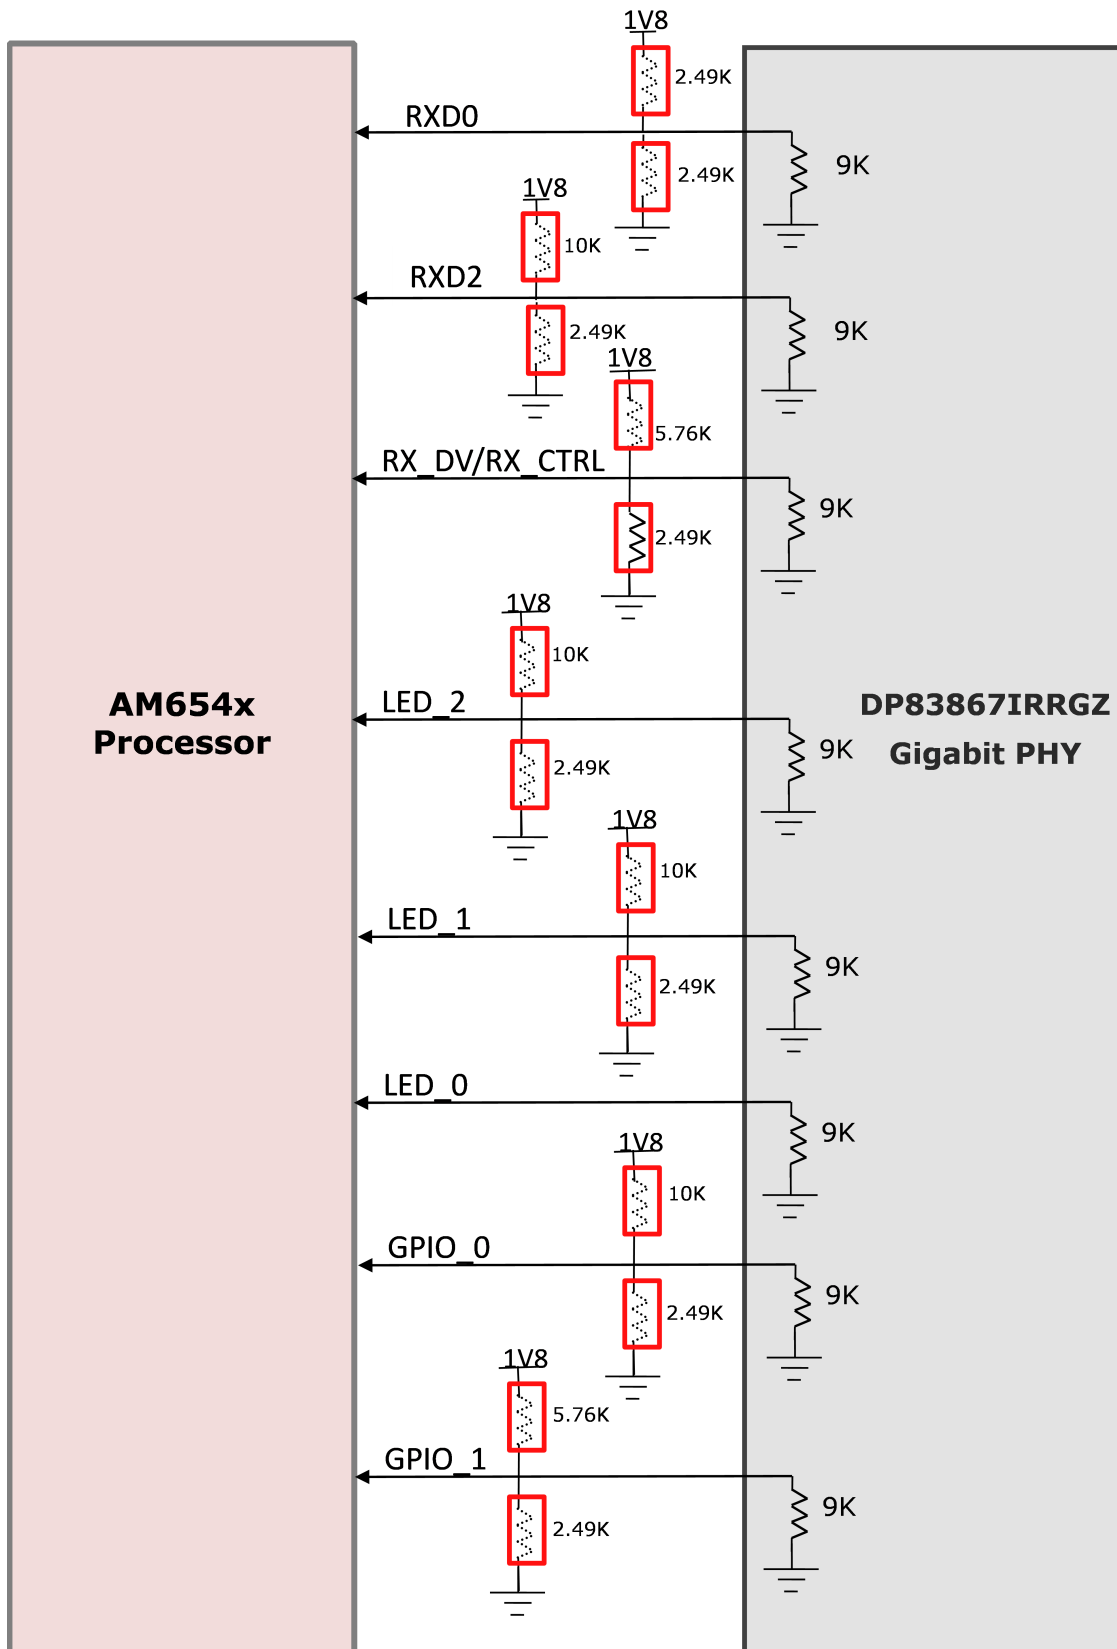 1V8
2.49K
RXD0
9K
2.49K
1V8
10K
RXD2
9K
2.49K
1V8
5.76K
RX_DV/RX_CTRL
9K
2.49K
1V8
10K
AM654x
Processor
LED_2
DP83867IRRGZ
Gigabit PHY
9K
2.49K
1V8
10K
LED_1
9K
2.49K
LED_0
9K
1V8
10K
GPIO_0
9K
2.49K
1V8
5.76K
GPIO_1
9K
2.49K